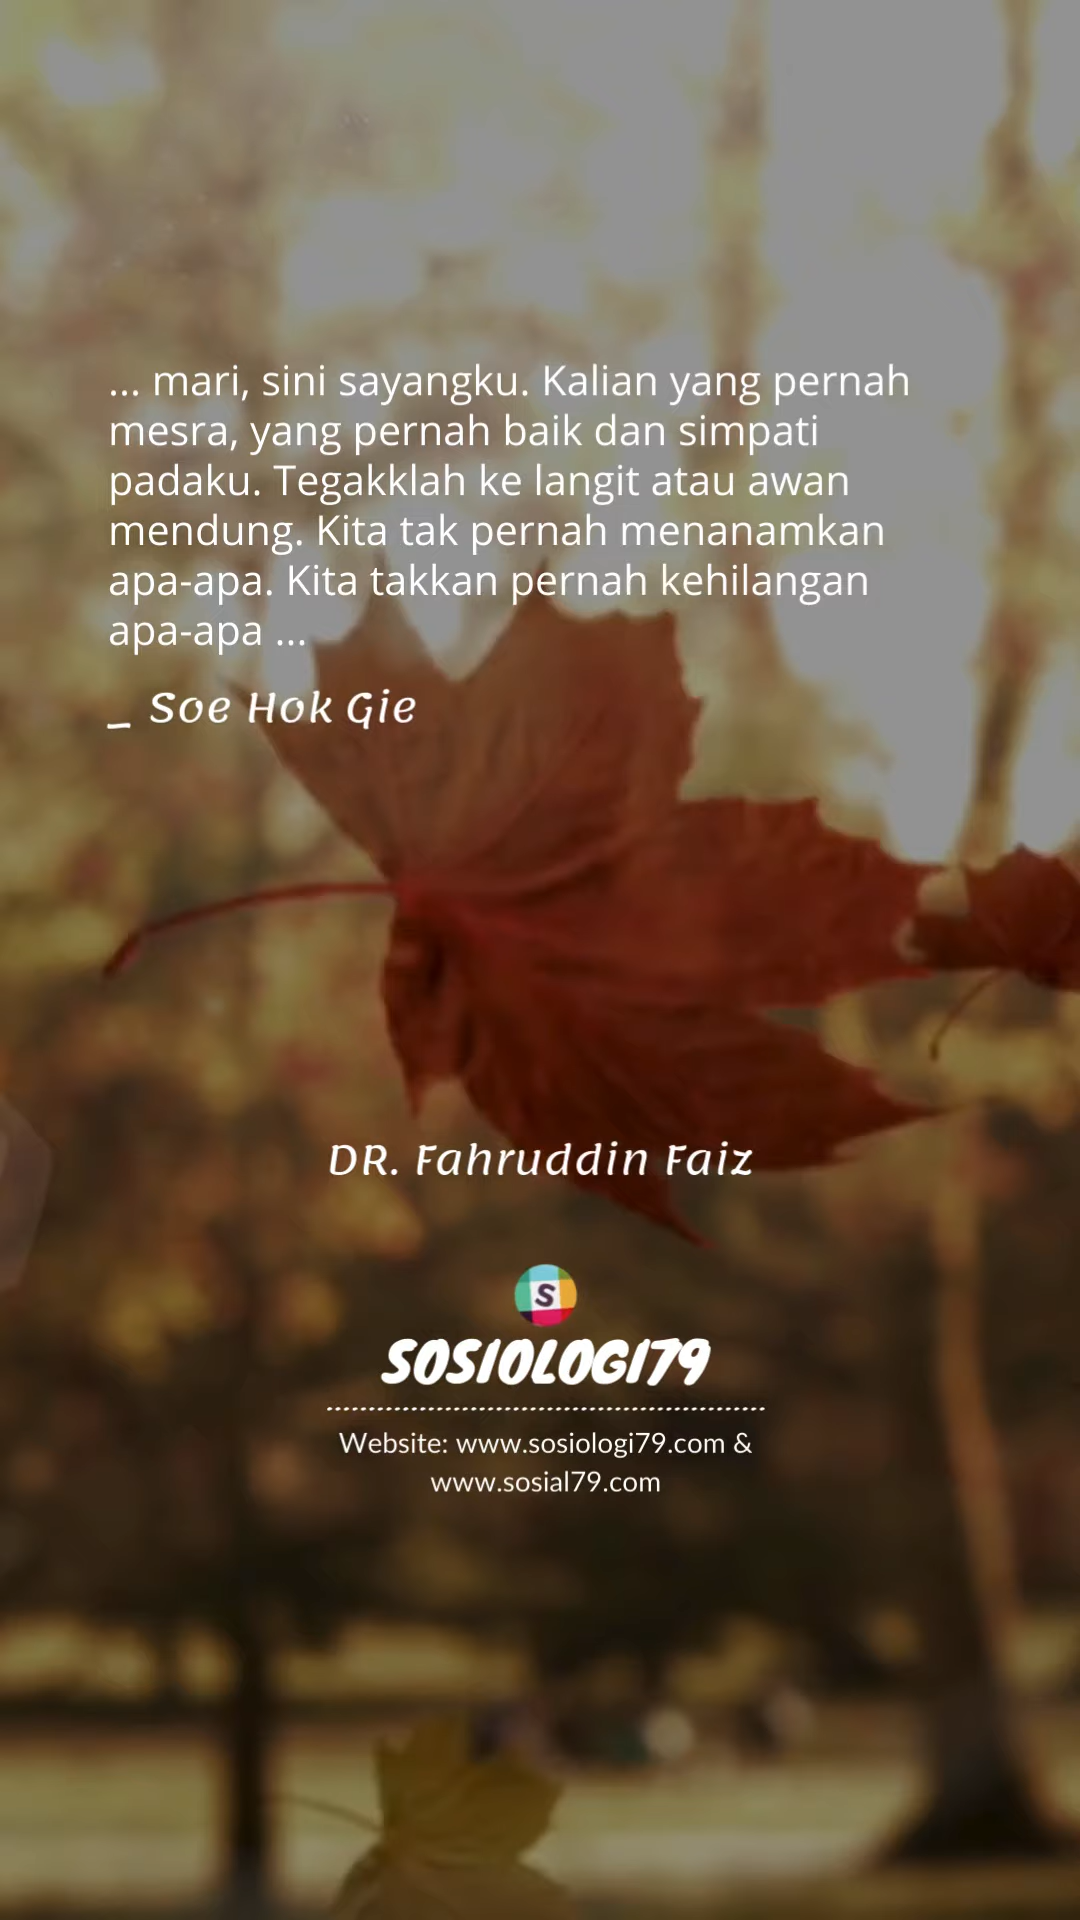 ... mari, sini sayangku. Kalian yang pernah
mesra, yang pernah baik dan simpati
padaku. Tegakklah ke langit atau awan
mendung. Kita tak pernah menanamkan
apa-apa. Kita takkan pernah kehilangan
apa-apa ...
_ Soe Hok Gie
DR. Fahruddin Faiz
S
SOSIOLOGI79
Website: www.sosiologi79.com &
www.sosial79.com